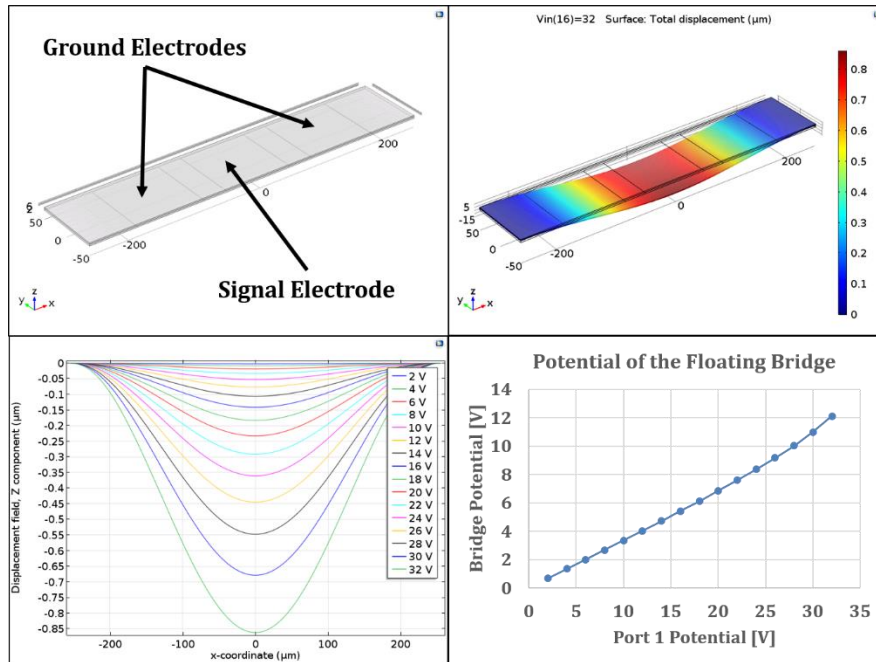 Ground Electrodes
200
0
-200
6
2
50
0
-50
Signal Electrode
z
y
x
Vin(16)=32 Surface: Total displacement (µm)
0.8
0.7
0.6
0.5
0.4
0.3
0.2
0.1
0
200
0
-200
5
-15
50
0
-50
z
y
x
0
-0.05
-0.1
-0.15
-0.2
-0.25
-0.3
-0.35
-0.4
-0.45
-0.5
-0.55
-0.6
-0.65
-0.7
-0.75
-0.8
-0.85
Displacement field, Z component (µm)
2 V
4 V
6 V
8 V
10 V
12 V
14 V
16 V
18 V
20 V
22 V
24 V
26 V
28 V
30 V
32 V
-200 -100 0 100 200
x-coordinate (µm)
Potential of the Floating Bridge
Bridge Potential [V]
14
12
10
8
6
4
2
0
0 5 10 15 20 25 30 35
Port 1 Potential [V]